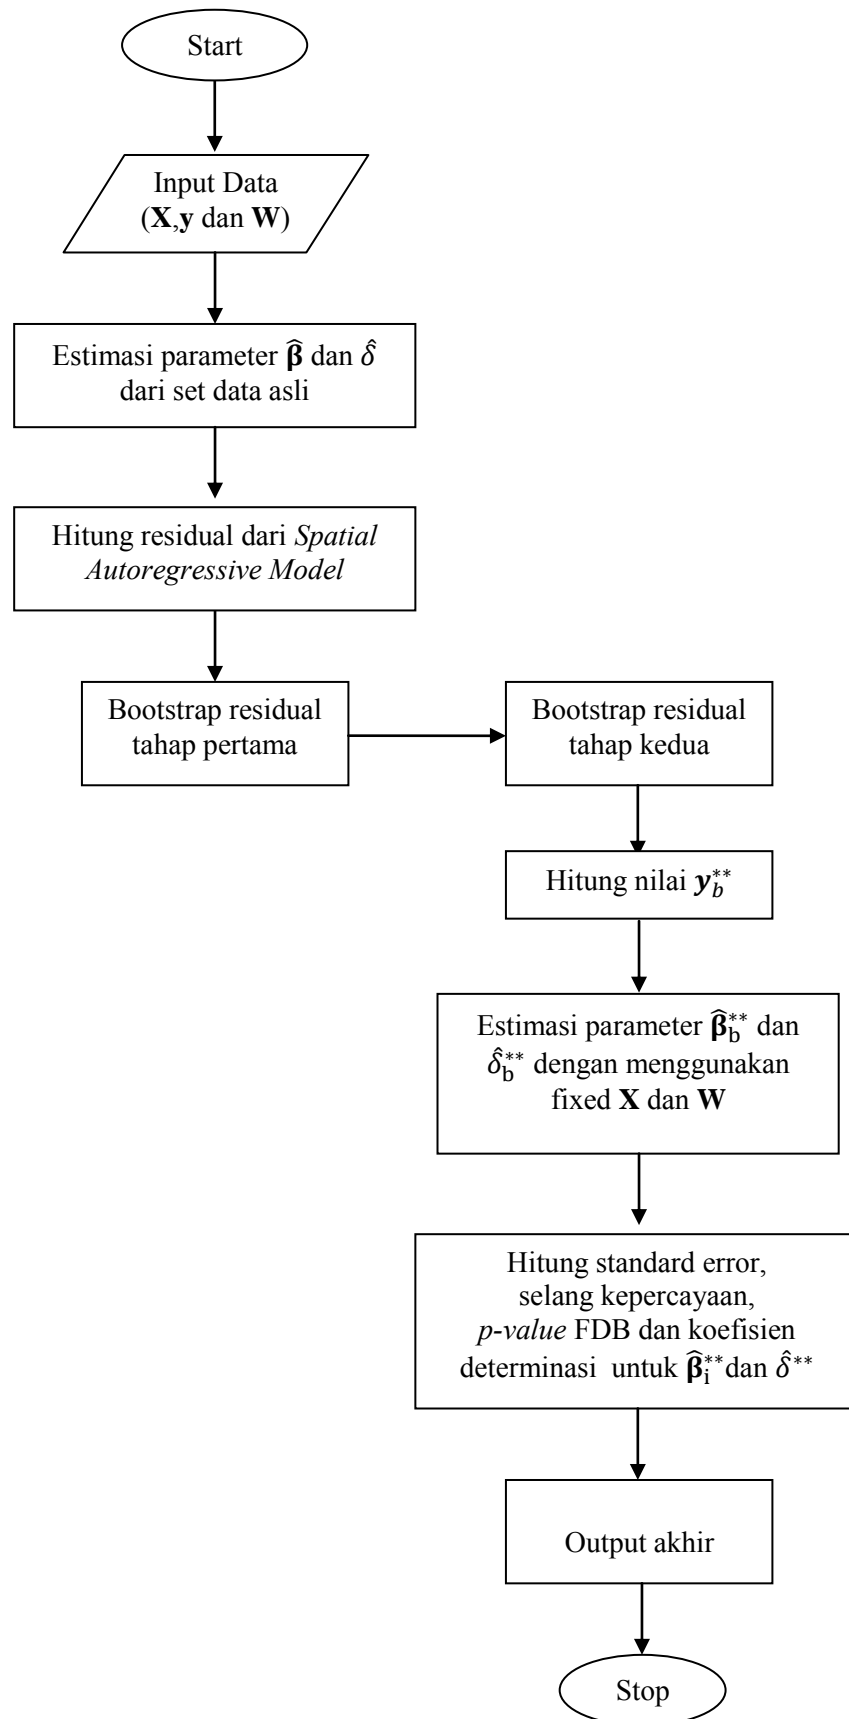 Start
Input Data
(X,y dan W)
Estimasi parameter β̂ dan δ̂
dari set data asli
Hitung residual dari Spatial
Autoregressive Model
Bootstrap residual
tahap pertama
Bootstrap residual
tahap kedua
Hitung nilai y_b^**
Estimasi parameter β̂_b^** dan
δ̂_b^** dengan menggunakan
fixed X dan W
Hitung standard error,
selang kepercayaan,
p-value FDB dan koefisien
determinasi untuk β̂_i^** dan δ̂^**
Output akhir
Stop